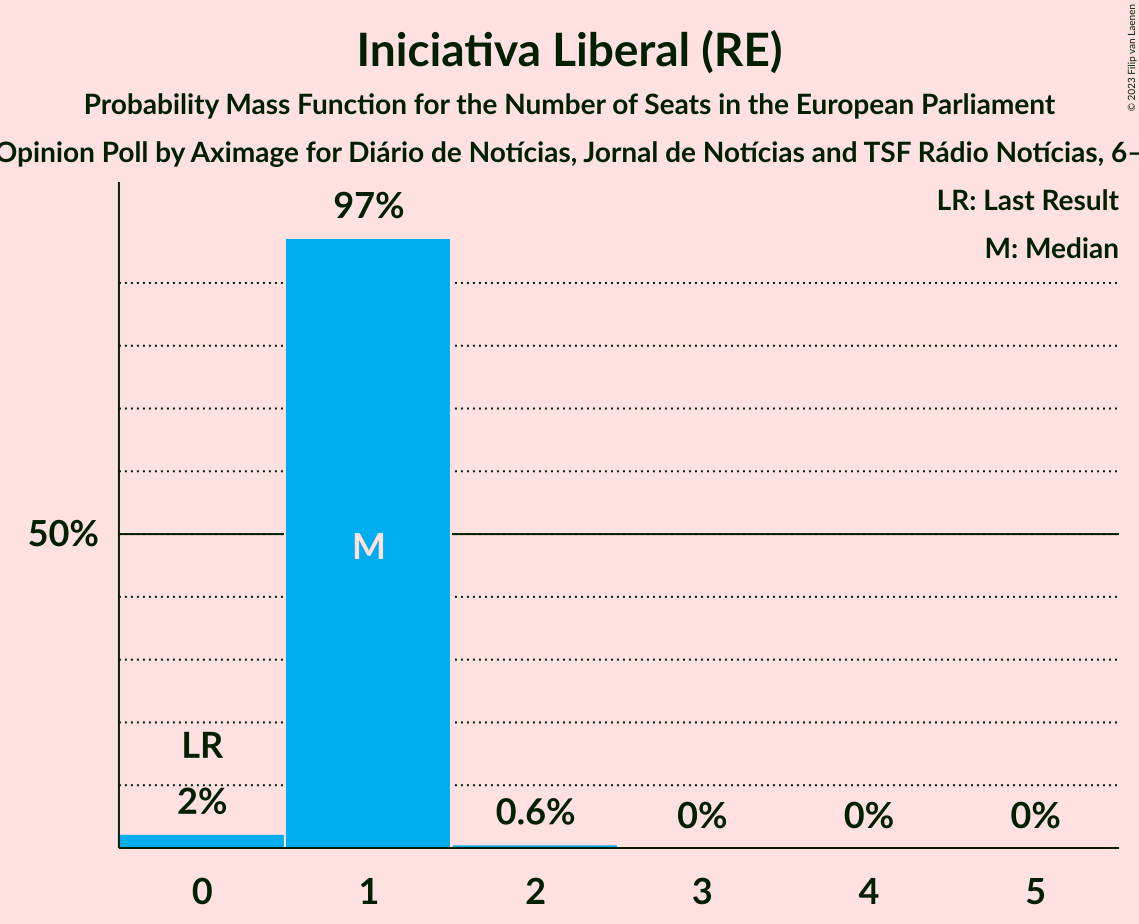 Iniciativa Liberal (RE)
Probability Mass Function for the Number of Seats in the European Parliament
Opinion Poll by Aximage for Diário de Notícias, Jornal de Notícias and TSF Rádio Notícias, 6–
© 2023 Filip van Laenen
LR: Last Result
M: Median
97%
50%
M
LR
2%
0.6%
0%
0%
0%
0
1
2
3
4
5